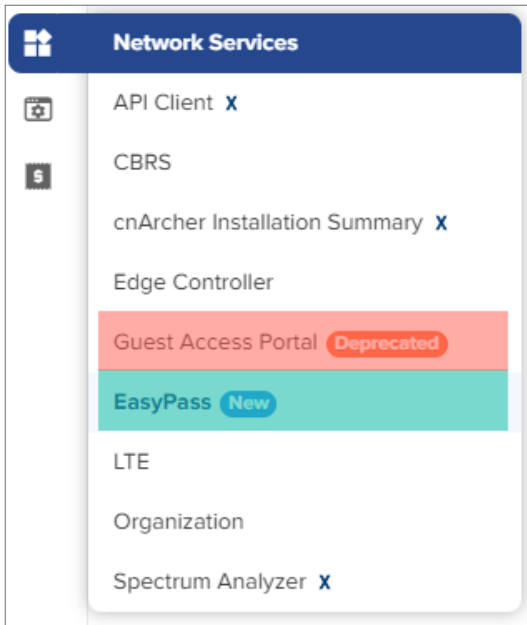 Network Services
API Client X
CBRS
cnArcher Installation Summary X
Edge Controller
Guest Access Portal Deprecated
EasyPass New
LTE
Organization
Spectrum Analyzer X